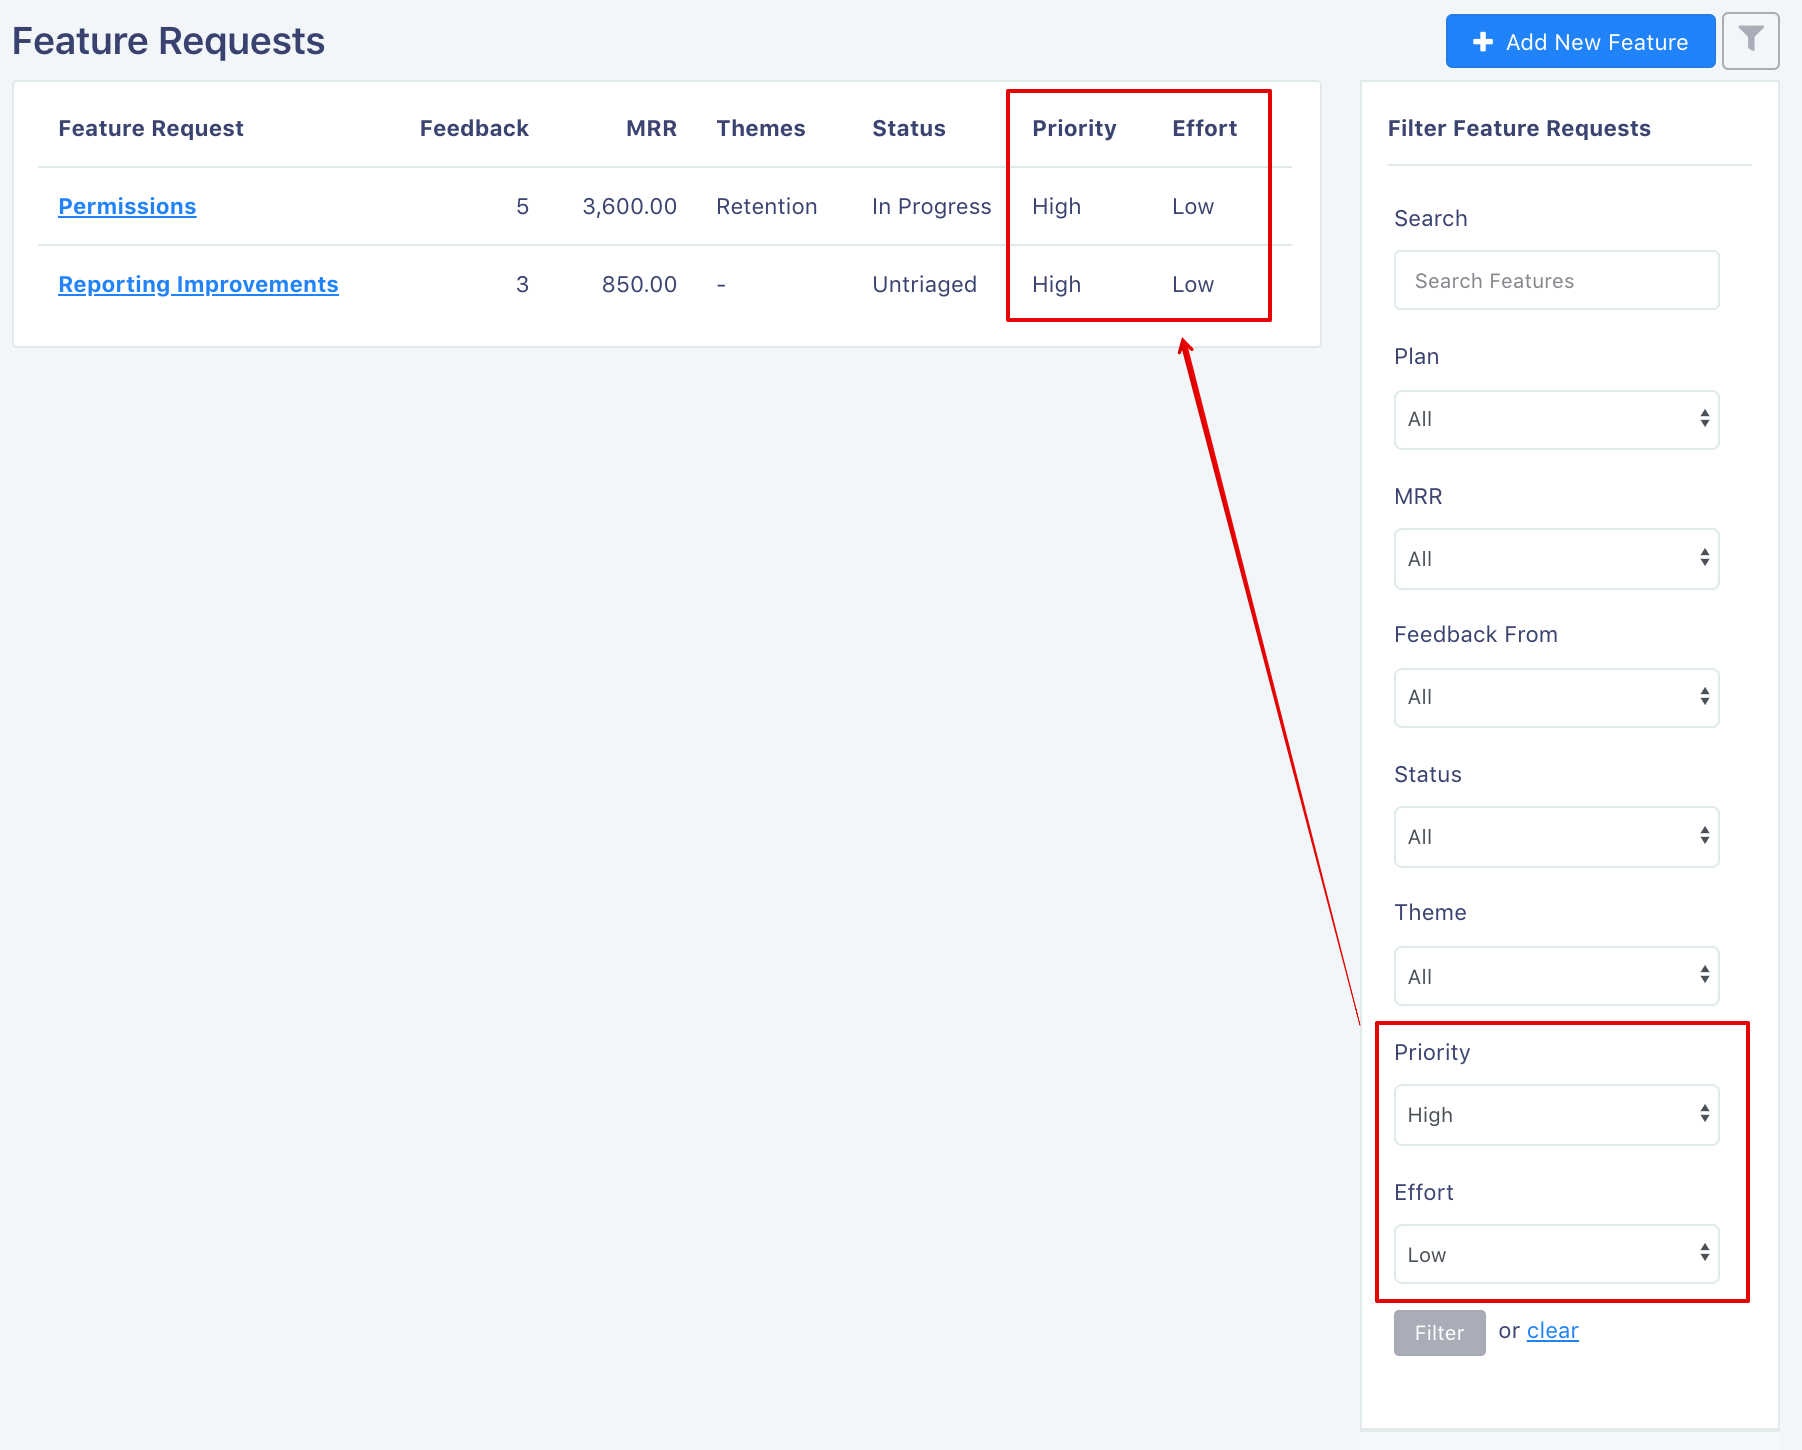 Feature Requests
Add New Feature
Feature Request Feedback MRR Themes Status Priority Effort
Permissions 5 3,600.00 Retention In Progress High Low
Reporting Improvements 3 850.00 - Untriaged High Low
Filter Feature Requests
Search
Search Features
Plan
All
MRR
All
Feedback From
All
Status
All
Theme
All
Priority
High
Effort
Low
Filter or clear